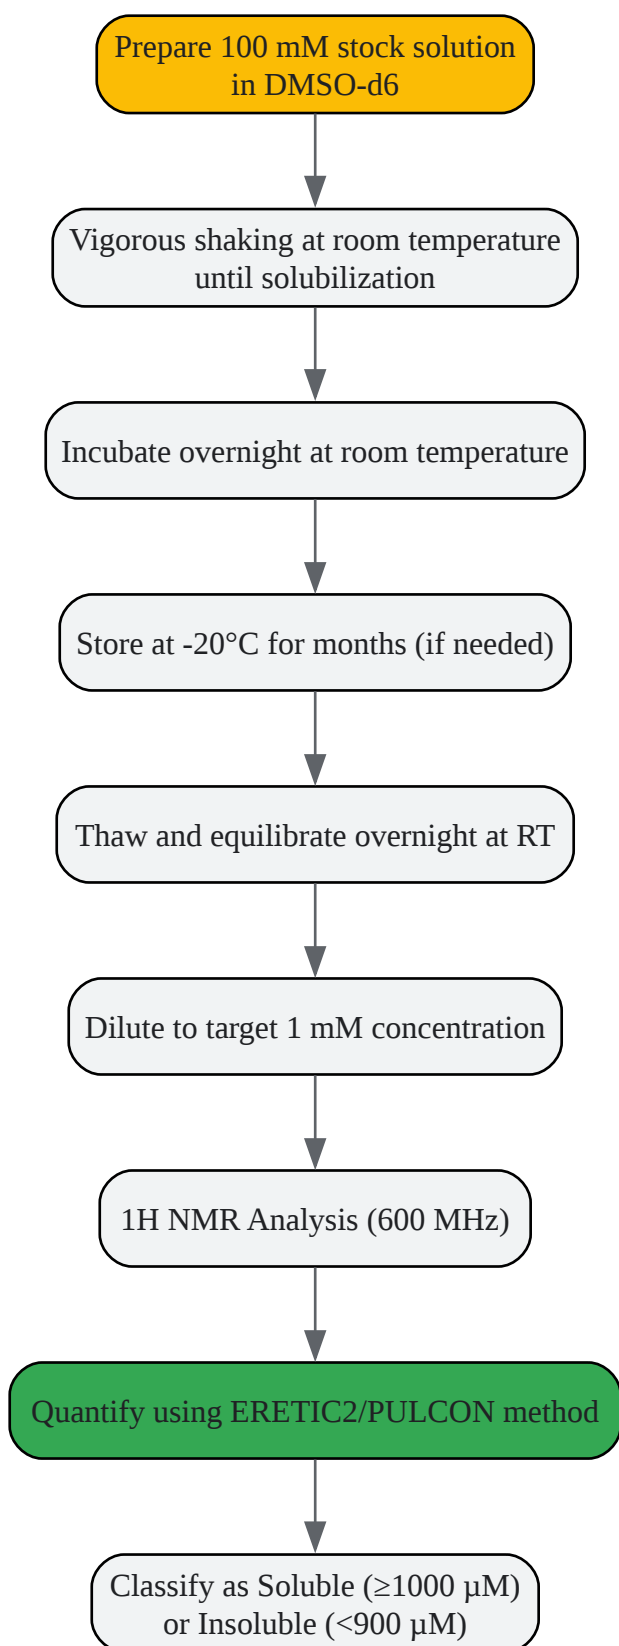 Prepare 100 mM stock solution
in DMSO-d6
Vigorous shaking at room temperature
until solubilization
Incubate overnight at room temperature
Store at -20°C for months (if needed)
Thaw and equilibrate overnight at RT
Dilute to target 1 mM concentration
1H NMR Analysis (600 MHz)
Quantify using ERETIC2/PULCON method
Classify as Soluble (≥1000 µM)
or Insoluble (<900 µM)